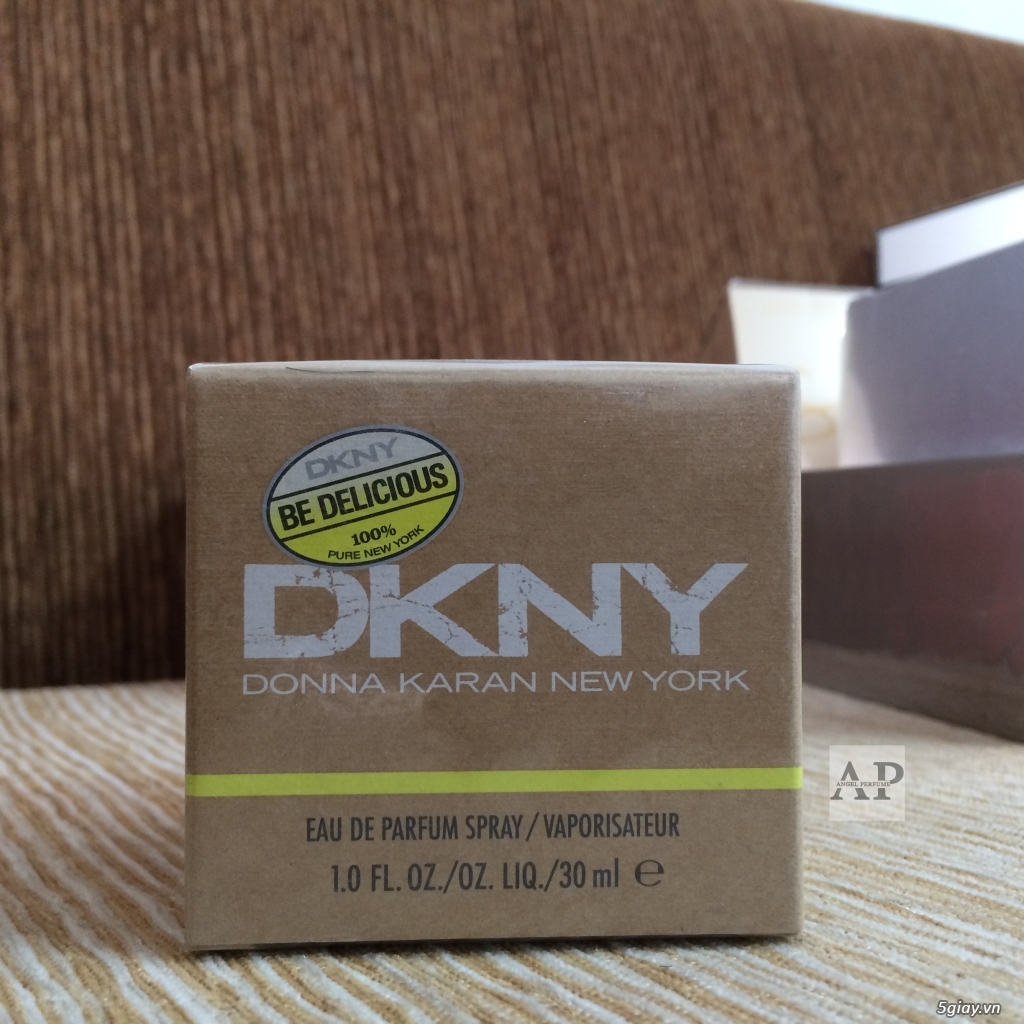 DKNY
BE DELICIOUS
100%
PURE NEW YORK
DKNY
DONNA KARAN NEW YORK
EAU DE PARFUM SPRAY/VAPORISATEUR
1.0 FL. OZ./OZ. LIQ./30 ml ℮
AP
ANGEL PERFUME
5giay.vn